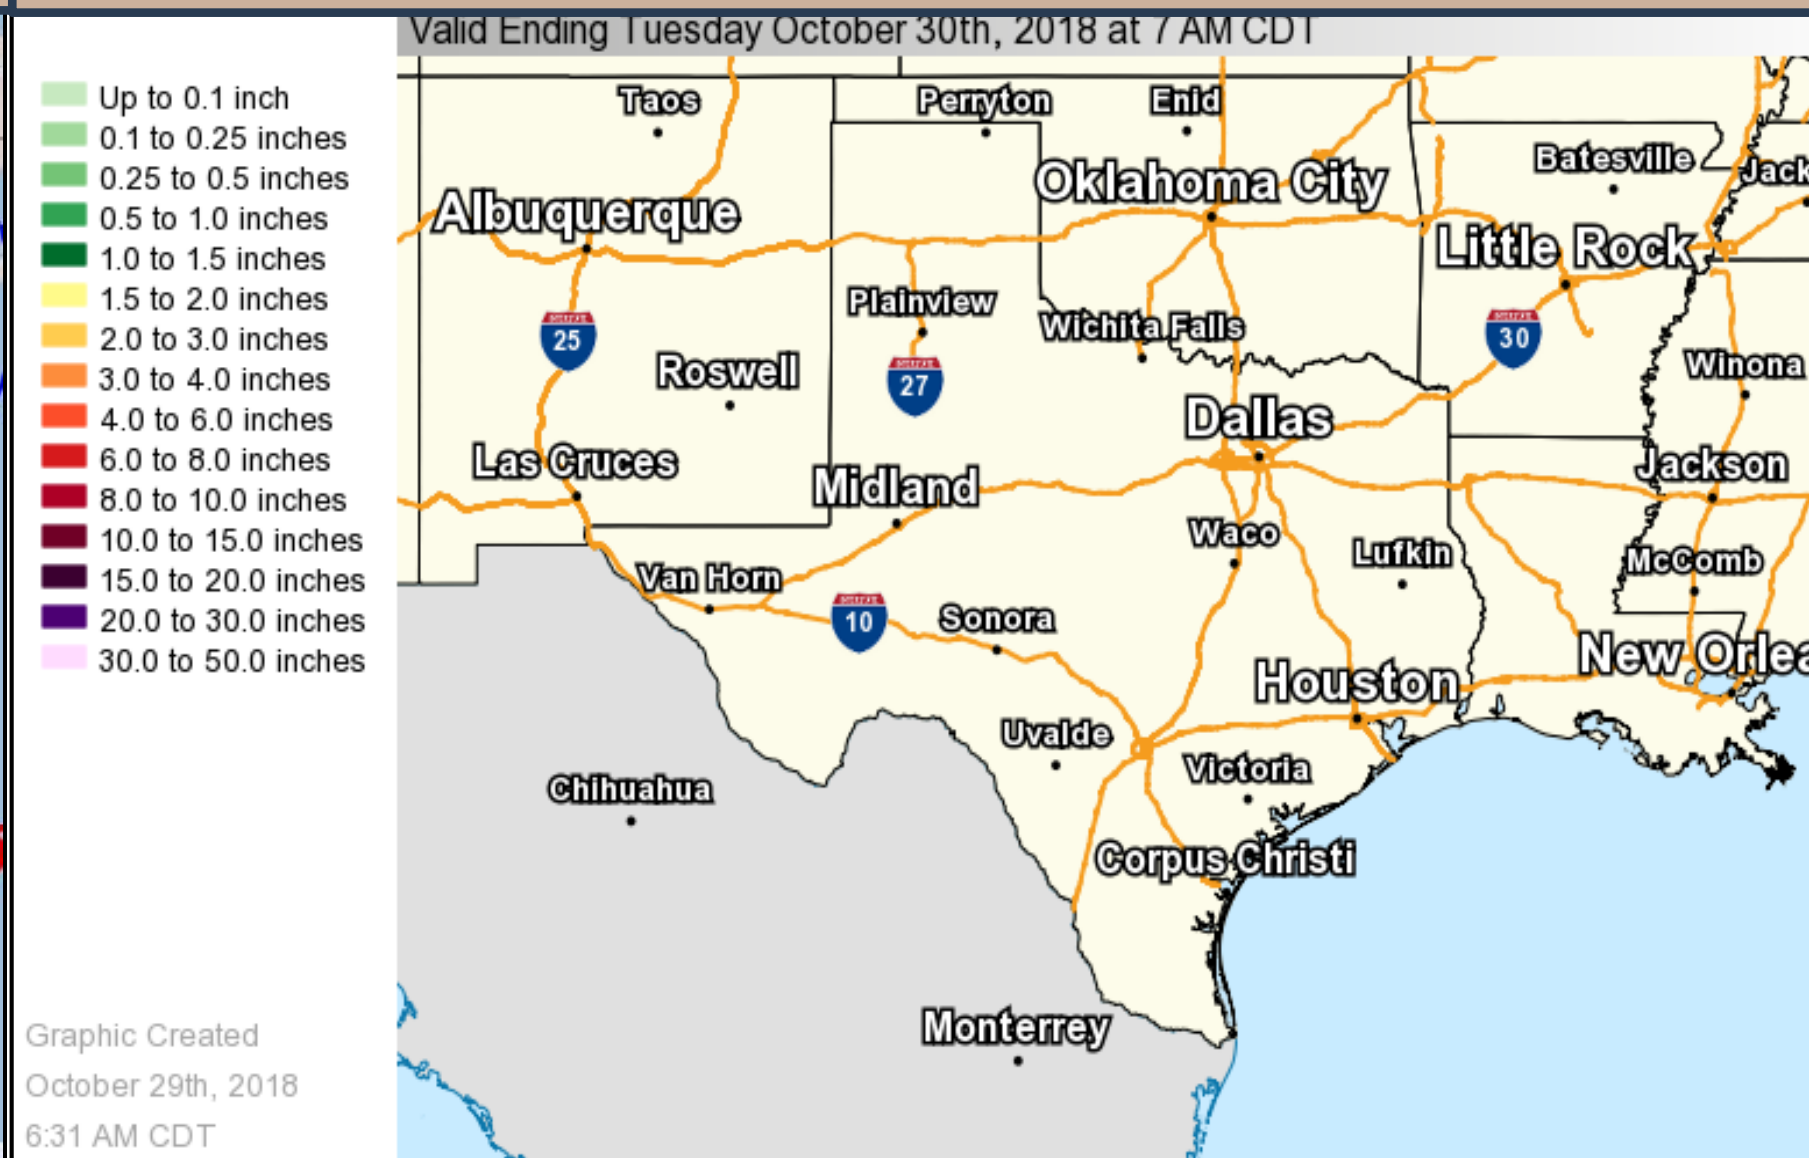 Valid Ending Tuesday October 30th, 2018 at 7 AM CDT
Up to 0.1 inch
0.1 to 0.25 inches
0.25 to 0.5 inches
0.5 to 1.0 inches
1.0 to 1.5 inches
1.5 to 2.0 inches
2.0 to 3.0 inches
3.0 to 4.0 inches
4.0 to 6.0 inches
6.0 to 8.0 inches
8.0 to 10.0 inches
10.0 to 15.0 inches
15.0 to 20.0 inches
20.0 to 30.0 inches
30.0 to 50.0 inches
Graphic Created
October 29th, 2018
6:31 AM CDT
Taos
Perryton
Enid
Batesville
Jack
Oklahoma City
Albuquerque
Little Rock
Plainview
Wichita Falls
25
30
Roswell
27
Winona
Dallas
Las Cruces
Midland
Jackson
Waco
Lufkin
McComb
Van Horn
10
Sonora
New Orlea
Houston
Uvalde
Victoria
Chihuahua
Corpus Christi
Monterrey